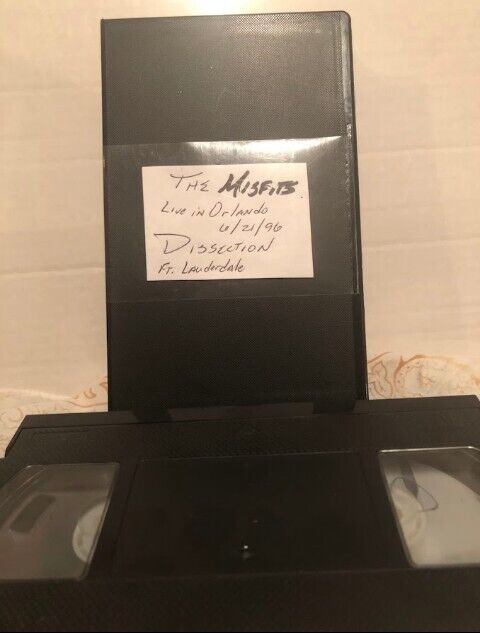 The Misfits
Live in Orlando
6/21/96
Dissection
Ft. Lauderdale